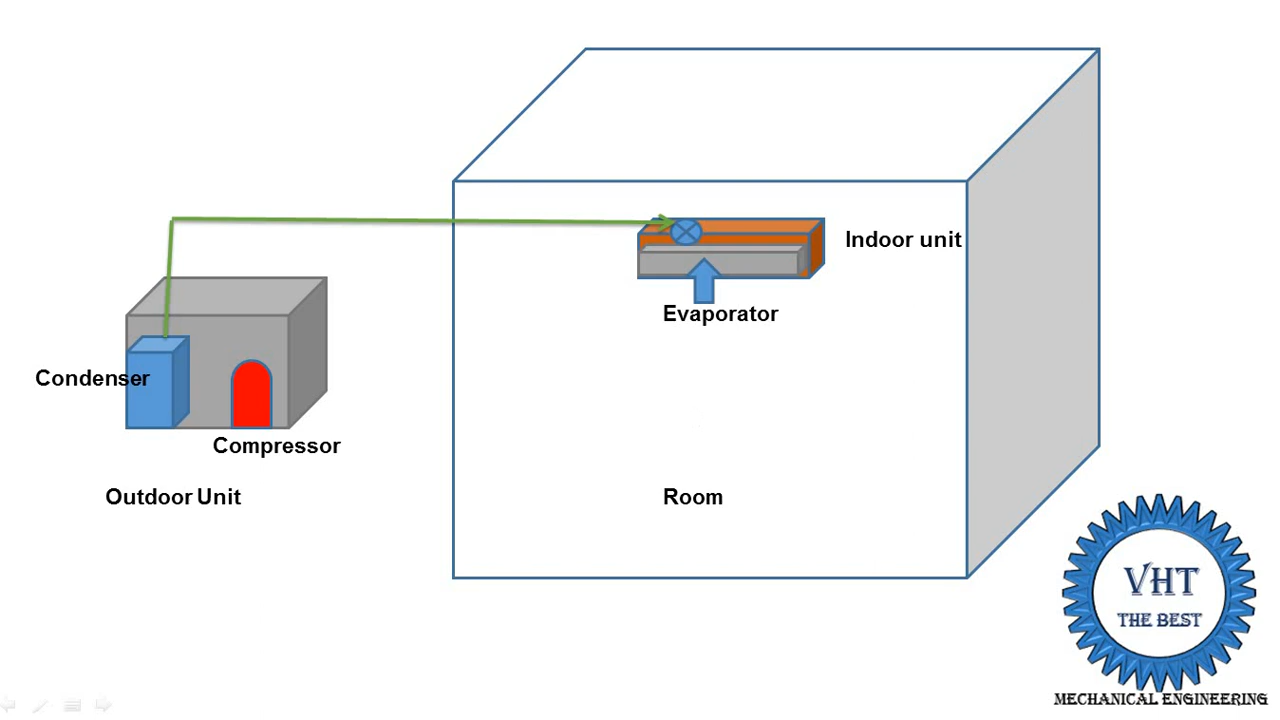 Indoor unit
Evaporator
Condenser
Compressor
Outdoor Unit
Room
VHT
THE BEST
MECHANICAL ENGINEERING